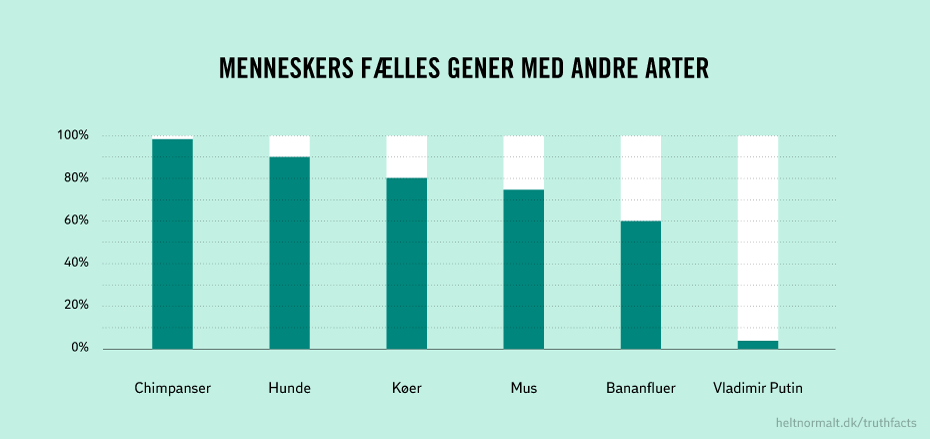 MENNESKERS FÆLLES GENER MED ANDRE ARTER
100%
80%
60%
40%
20%
0%
Chimpanser Hunde Køer Mus Bananfluer Vladimir Putin
heltnormalt.dk/truthfacts